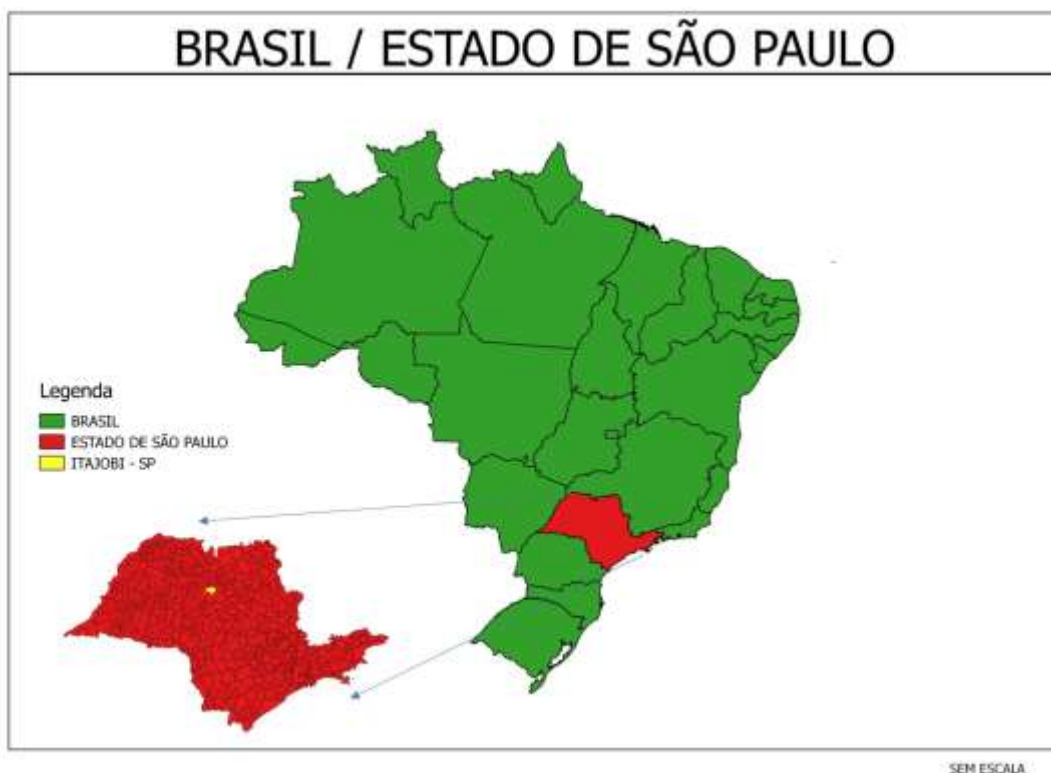 BRASIL / ESTADO DE SÃO PAULO
Legenda
BRASIL
ESTADO DE SÃO PAULO
ITAJOBI - SP
SEM ESCALA